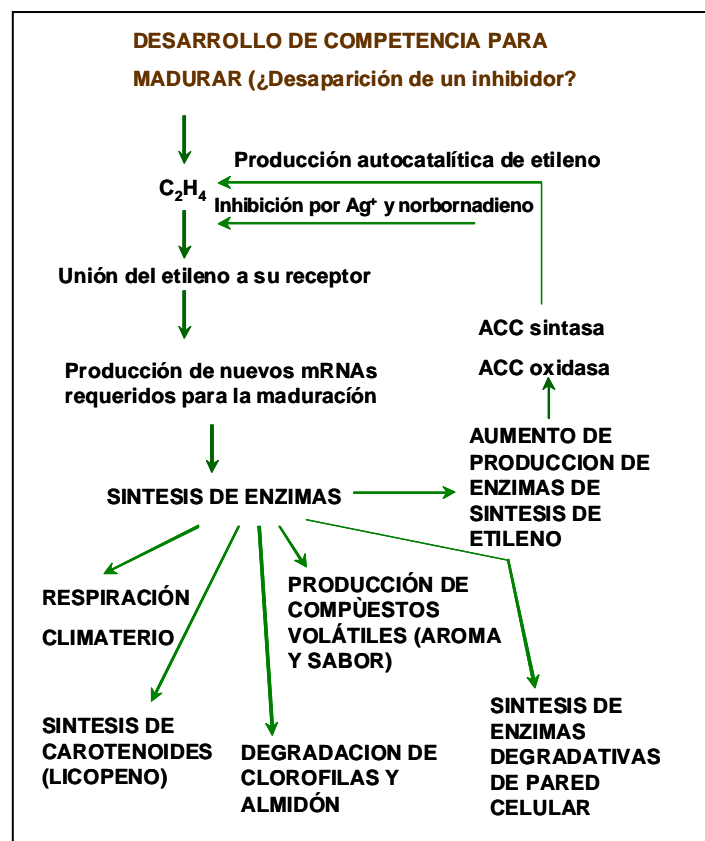 DESARROLLO DE COMPETENCIA PARA
MADURAR (¿Desaparición de un inhibidor?
Producción autocatalítica de etileno
C₂H₄
Inhibición por Ag⁺ y norbornadieno
Unión del etileno a su receptor
ACC sintasa
ACC oxidasa
Producción de nuevos mRNAs
requeridos para la maduración
AUMENTO DE
PRODUCCION DE
ENZIMAS DE
SINTESIS DE
ETILENO
SINTESIS DE ENZIMAS
RESPIRACIÓN
CLIMATERIO
PRODUCCIÓN DE
COMPÙESTOS
VOLÁTILES (AROMA
Y SABOR)
SINTESIS DE
CAROTENOIDES
(LICOPENO)
DEGRADACION DE
CLOROFILAS Y
ALMIDÓN
SINTESIS DE
ENZIMAS
DEGRADATIVAS
DE PARED
CELULAR